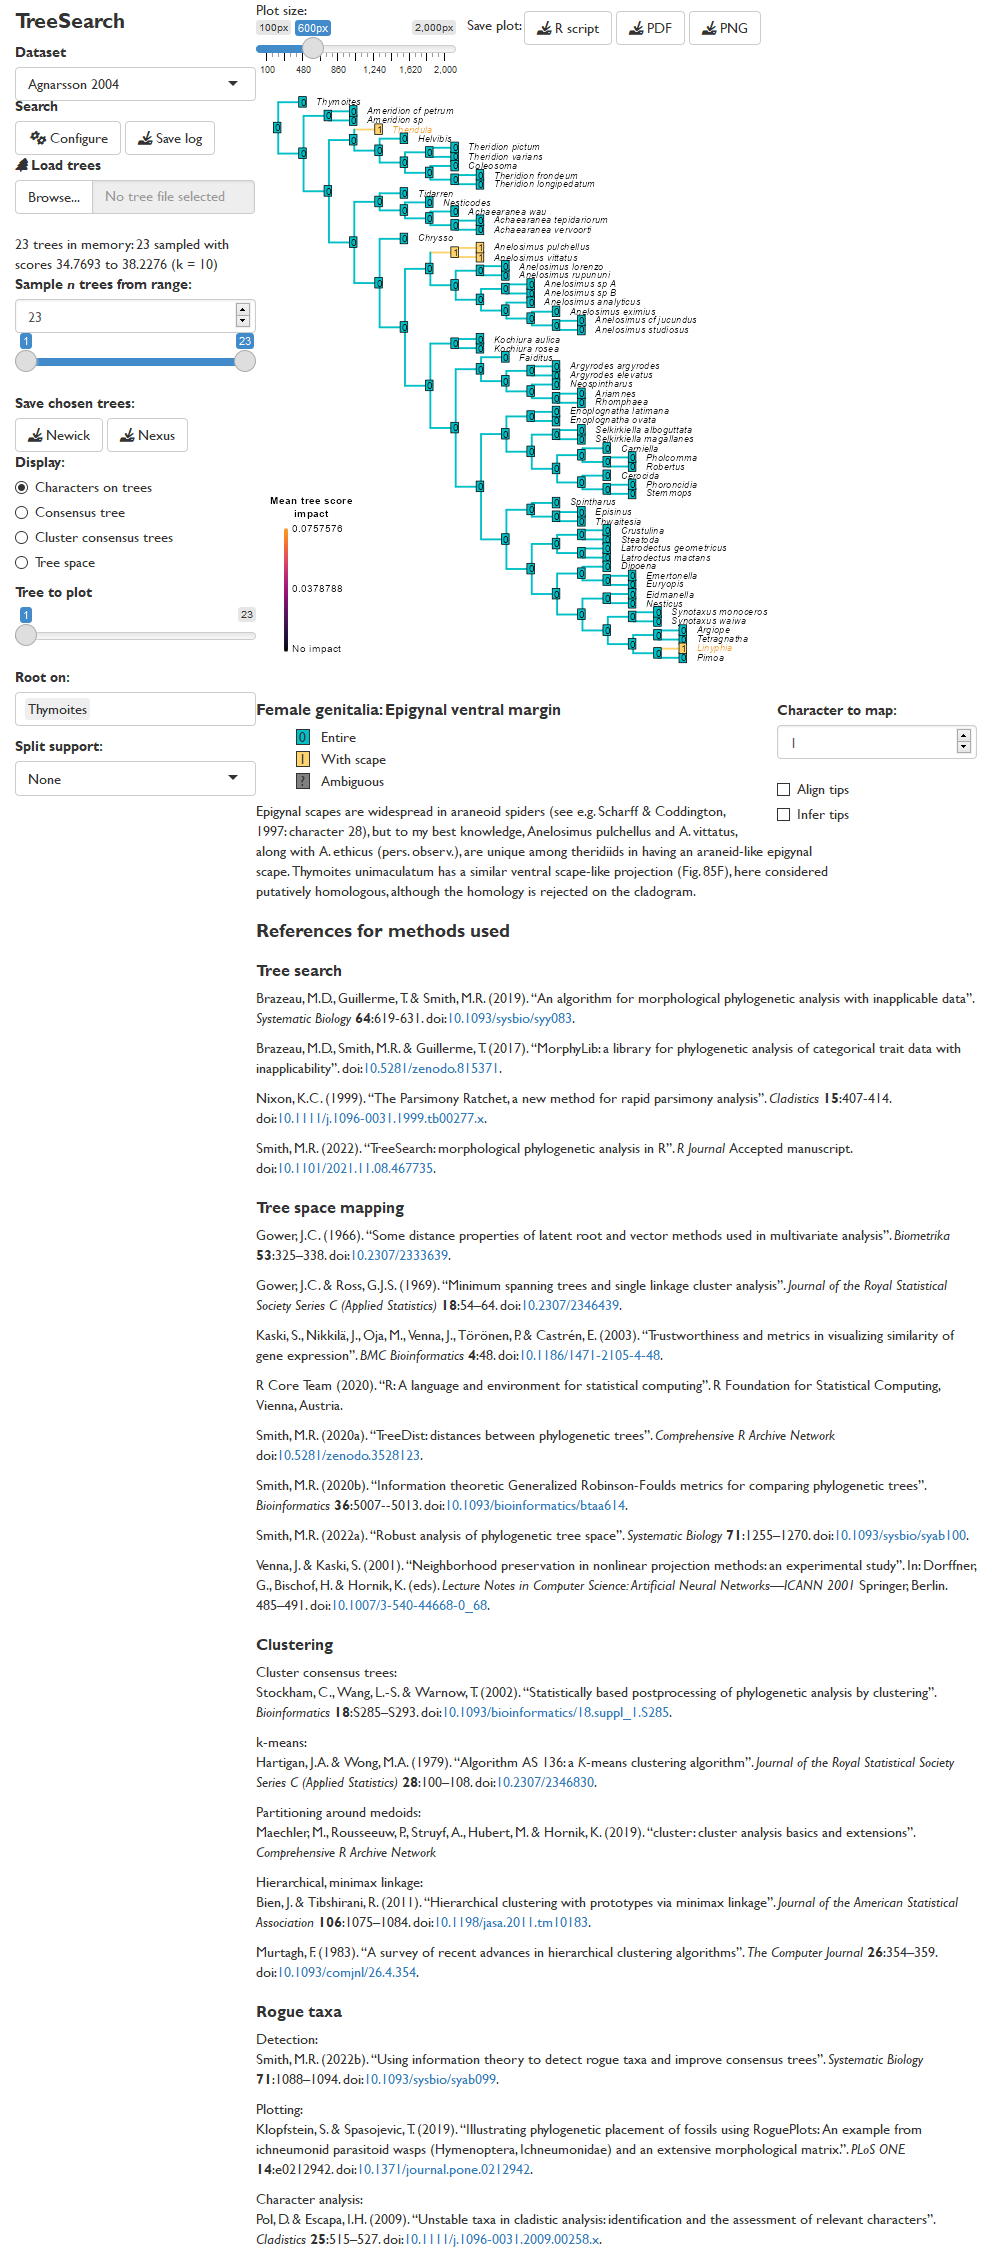 TreeSearch
Dataset
Agnarsson 2004
Search
Configure
Save log
Load trees
Browse...
No tree file selected
23 trees in memory: 23 sampled with
scores 34.7693 to 38.2276 (k = 10)
Sample n trees from range:
23
1
23
Save chosen trees:
Newick
Nexus
Display:
Characters on trees
Consensus tree
Cluster consensus trees
Tree space
Tree to plot
1
23
Root on:
Thymoites
Split support:
None
Plot size:
100px
600px
2,000px
100 480 860 1,240 1,620 2,000
Save plot:
R script
PDF
PNG
Thymoites
Ameridion cf petrum
Ameridion sp
Theridula
Helvibis
Theridion pictum
Theridion varians
Coleosoma
Theridion frondeum
Theridion longipedatum
Tidarren
Nesticodes
Achaearanea wau
Achaearanea tepidariorum
Achaearanea vervoorti
Chrysso
Anelosimus pulchellus
Anelosimus vittatus
Anelosimus lorenzo
Anelosimus rupununi
Anelosimus sp A
Anelosimus sp B
Anelosimus analyticus
Anelosimus eximius
Anelosimus cf jucundus
Anelosimus studiosus
Kochiura aulica
Kochiura rosea
Faiditus
Argyrodes argyrodes
Argyrodes elevatus
Neospintharus
Ariamnes
Rhomphaea
Enoplognatha latimana
Enoplognatha ovata
Selkirkiella alboguttata
Selkirkiella magallanes
Carniella
Pholcomma
Robertus
Cerocida
Phoroncidia
Stemmops
Spintharus
Episinus
Thwaitesia
Crustulina
Steatoda
Latrodectus geometricus
Latrodectus mactans
Dipoena
Emertonella
Euryopis
Eidmanella
Nesticus
Synotaxus monoceros
Synotaxus waiwa
Argiope
Tetragnatha
Linyphia
Pimoa
Mean tree score
impact
0.0757576
0.0378788
No impact
Female genitalia: Epigynal ventral margin
0 Entire
1 With scape
? Ambiguous
Character to map:
1
Align tips
Infer tips
Epigynal scapes are widespread in araneoid spiders (see e.g. Scharff & Coddington,
1997: character 28), but to my best knowledge, Anelosimus pulchellus and A. vittatus,
along with A. ethicus (pers. observ.), are unique among theridiids in having an araneid-like epigynal
scape. Thymoites unimaculatum has a similar ventral scape-like projection (Fig. 85F), here considered
putatively homologous, although the homology is rejected on the cladogram.
References for methods used
Tree search
Brazeau, M.D., Guillerme, T. & Smith, M.R. (2019). “An algorithm for morphological phylogenetic analysis with inapplicable data”.
Systematic Biology 64:619-631. doi:10.1093/sysbio/syy083.
Brazeau, M.D., Smith, M.R. & Guillerme, T. (2017). “MorphyLib: a library for phylogenetic analysis of categorical trait data with
inapplicability”. doi:10.5281/zenodo.815371.
Nixon, K.C. (1999). “The Parsimony Ratchet, a new method for rapid parsimony analysis”. Cladistics 15:407-414.
doi:10.1111/j.1096-0031.1999.tb00277.x.
Smith, M.R. (2022). “TreeSearch: morphological phylogenetic analysis in R”. R Journal Accepted manuscript.
doi:10.1101/2021.11.08.467735.
Tree space mapping
Gower, J.C. (1966). “Some distance properties of latent root and vector methods used in multivariate analysis”. Biometrika
53:325–338. doi:10.2307/2333639.
Gower, J.C. & Ross, G.J.S. (1969). “Minimum spanning trees and single linkage cluster analysis”. Journal of the Royal Statistical
Society Series C (Applied Statistics) 18:54–64. doi:10.2307/2346439.
Kaski, S., Nikkilä, J., Oja, M., Venna, J., Törönen, P. & Castrén, E. (2003). “Trustworthiness and metrics in visualizing similarity of
gene expression”. BMC Bioinformatics 4:48. doi:10.1186/1471-2105-4-48.
R Core Team (2020). “R: A language and environment for statistical computing”. R Foundation for Statistical Computing,
Vienna, Austria.
Smith, M.R. (2020a). “TreeDist: distances between phylogenetic trees”. Comprehensive R Archive Network
doi:10.5281/zenodo.3528123.
Smith, M.R. (2020b). “Information theoretic Generalized Robinson-Foulds metrics for comparing phylogenetic trees”.
Bioinformatics 36:5007--5013. doi:10.1093/bioinformatics/btaa614.
Smith, M.R. (2022a). “Robust analysis of phylogenetic tree space”. Systematic Biology 71:1255–1270. doi:10.1093/sysbio/syab100.
Venna, J. & Kaski, S. (2001). “Neighborhood preservation in nonlinear projection methods: an experimental study”. In: Dorffner,
G., Bischof, H. & Hornik, K. (eds). Lecture Notes in Computer Science: Artificial Neural Networks—ICANN 2001 Springer, Berlin.
485–491. doi:10.1007/3-540-44668-0_68.
Clustering
Cluster consensus trees:
Stockham, C., Wang, L.-S. & Warnow, T. (2002). “Statistically based postprocessing of phylogenetic analysis by clustering”.
Bioinformatics 18:S285–S293. doi:10.1093/bioinformatics/18.suppl_1.S285.
k-means:
Hartigan, J.A. & Wong, M.A. (1979). “Algorithm AS 136: a K-means clustering algorithm”. Journal of the Royal Statistical Society
Series C (Applied Statistics) 28:100–108. doi:10.2307/2346830.
Partitioning around medoids:
Maechler, M., Rousseeuw, P., Struyf, A., Hubert, M. & Hornik, K. (2019). “cluster: cluster analysis basics and extensions”.
Comprehensive R Archive Network
Hierarchical, minimax linkage:
Bien, J. & Tibshirani, R. (2011). “Hierarchical clustering with prototypes via minimax linkage”. Journal of the American Statistical
Association 106:1075–1084. doi:10.1198/jasa.2011.tm10183.
Murtagh, F. (1983). “A survey of recent advances in hierarchical clustering algorithms”. The Computer Journal 26:354–359.
doi:10.1093/comjnl/26.4.354.
Rogue taxa
Detection:
Smith, M.R. (2022b). “Using information theory to detect rogue taxa and improve consensus trees”. Systematic Biology
71:1088–1094. doi:10.1093/sysbio/syab099.
Plotting:
Klopfstein, S. & Spasojevic, T. (2019). “Illustrating phylogenetic placement of fossils using RoguePlots: An example from
ichneumonid parasitoid wasps (Hymenoptera, Ichneumonidae) and an extensive morphological matrix.”. PLoS ONE
14:e0212942. doi:10.1371/journal.pone.0212942.
Character analysis:
Pol, D. & Escapa, I.H. (2009). “Unstable taxa in cladistic analysis: identification and the assessment of relevant characters”.
Cladistics 25:515–527. doi:10.1111/j.1096-0031.2009.00258.x.